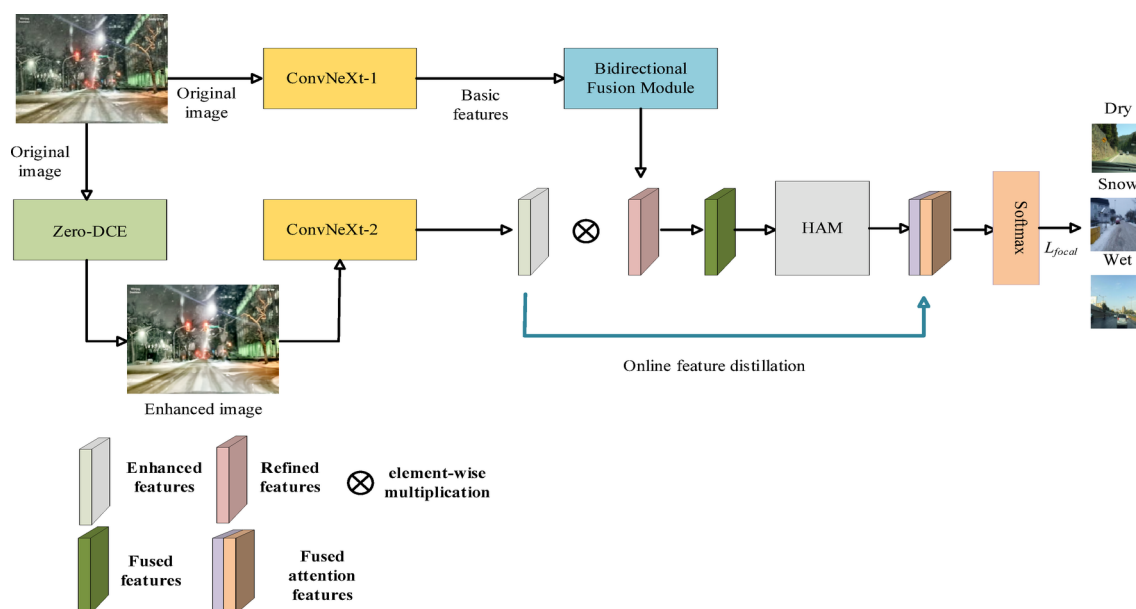 Original
image
ConvNeXt-1
Basic
features
Bidirectional
Fusion Module
Dry
Original
image
Zero-DCE
ConvNeXt-2
HAM
Softmax
L_focal
Snow
Wet
Enhanced image
Online feature distillation
Enhanced
features
Refined
features
element-wise
multiplication
Fused
features
Fused
attention
features